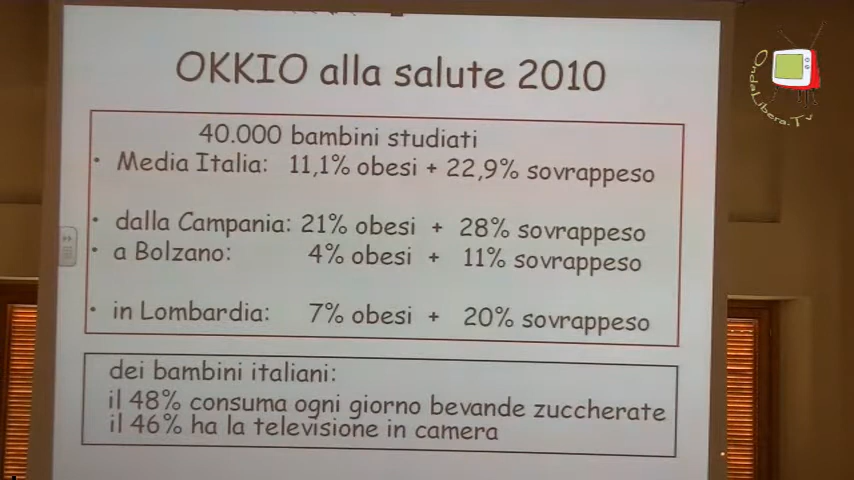 OKKIO alla salute 2010
40.000 bambini studiati
• Media Italia: 11,1% obesi + 22,9% sovrappeso
• dalla Campania: 21% obesi + 28% sovrappeso
• a Bolzano: 4% obesi + 11% sovrappeso
• in Lombardia: 7% obesi + 20% sovrappeso
dei bambini italiani:
il 48% consuma ogni giorno bevande zuccherate
il 46% ha la televisione in camera
OndaLibera.Tv